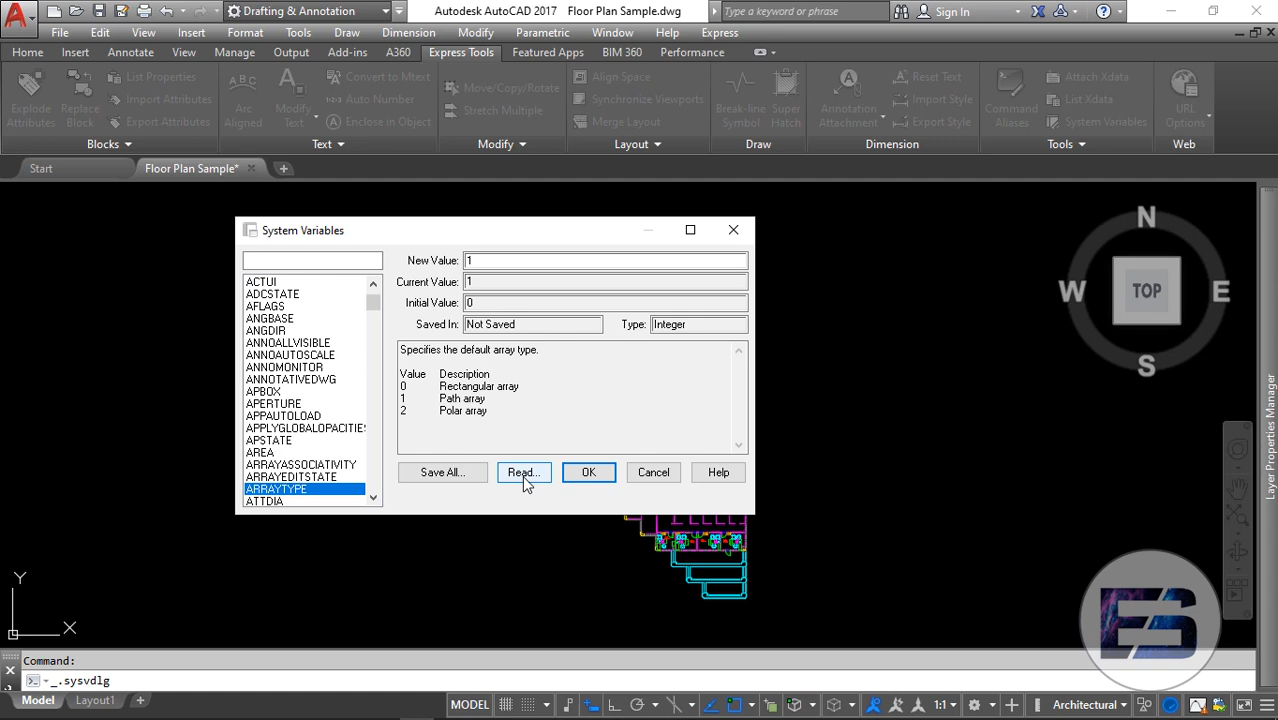 Drafting & Annotation
Autodesk AutoCAD 2017 Floor Plan Sample.dwg
Type a keyword or phrase
Sign In
File Edit View Insert Format Tools Draw Dimension Modify Parametric Window Help Express
Home Insert Annotate View Manage Output Add-ins A360 Express Tools Featured Apps BIM 360 Performance
Explode Attributes
Replace Block
List Properties
Import Attributes
Export Attributes
Arc Aligned
Modify Text
Convert to Mtext
Auto Number
Enclose in Object
Move/Copy/Rotate
Stretch Multiple
Align Space
Synchronize Viewports
Merge Layout
Break-line Symbol
Super Hatch
Annotation Attachment
Reset Text
Import Style
Export Style
Command Aliases
Attach Xdata
List Xdata
System Variables
URL Options
Blocks Text Modify Layout Draw Dimension Tools Web
Start Floor Plan Sample*
System Variables
New Value: 1
Current Value: 1
Initial Value: 0
Saved In: Not Saved Type: Integer
ACTUI
ADCSTATE
AFLAGS
ANGBASE
ANGDIR
ANNOALLVISIBLE
ANNOAUTOSCALE
ANNOMONITOR
ANNOTATIVEDWG
APBOX
APERTURE
APPAUTOLOAD
APPLYGLOBALOPACITIE
APSTATE
AREA
ARRAYASSOCIATIVITY
ARRAYEDITSTATE
ARRAYTYPE
ATTDIA
Specifies the default array type.
Value Description
0 Rectangular array
1 Path array
2 Polar array
Save All... Read... OK Cancel Help
N
W TOP E
S
Layer Properties Manager
Y
X
ES
Command:
_.sysvdlg
Model Layout1
MODEL 1:1 Architectural